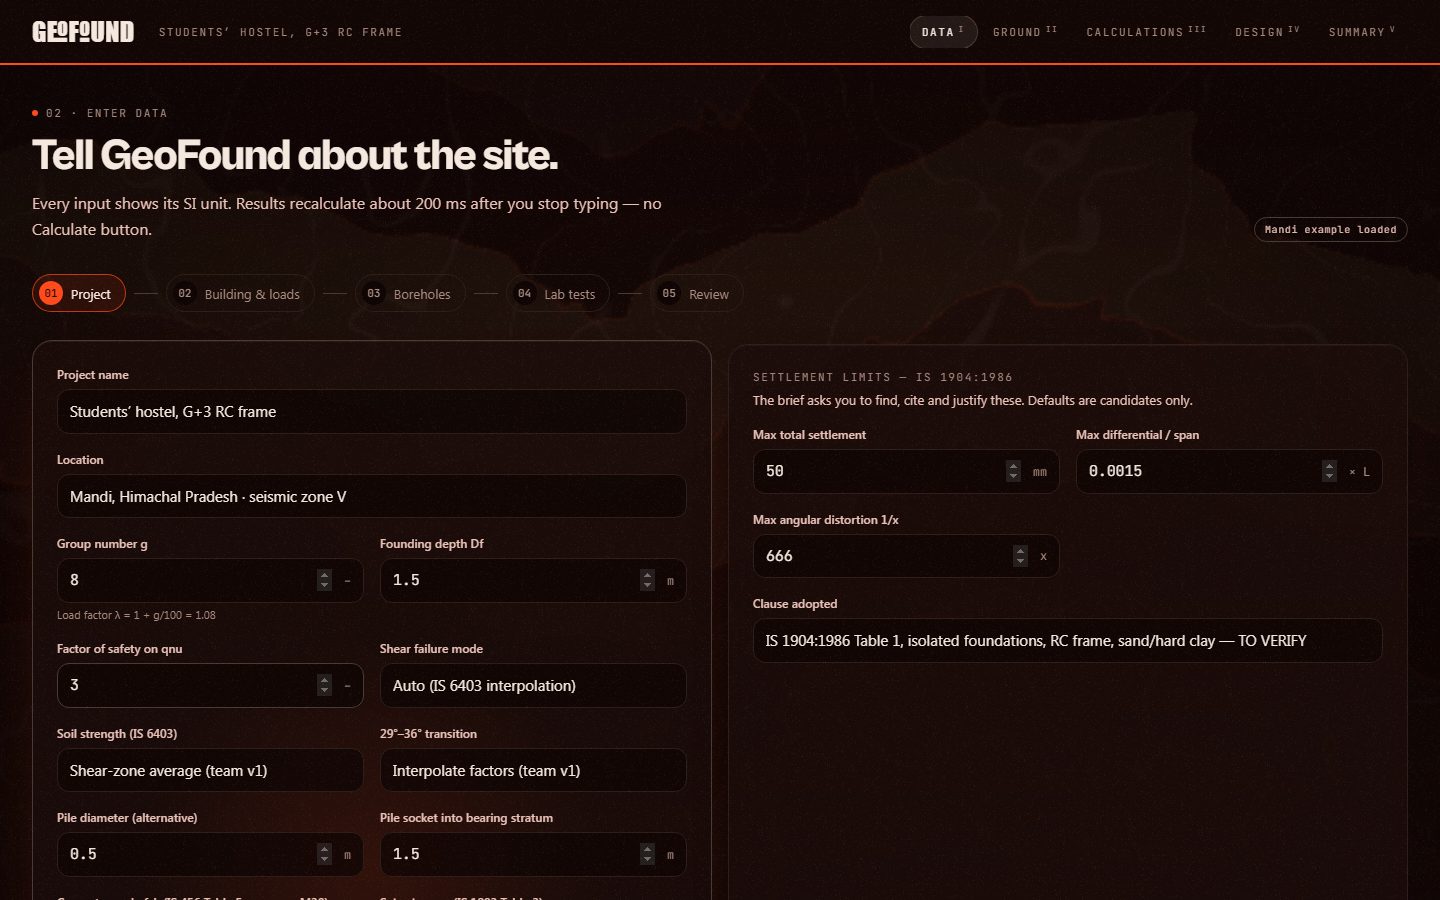 GEOFOUND
STUDENTS’ HOSTEL, G+3 RC FRAME
DATA I
GROUND II
CALCULATIONS III
DESIGN IV
SUMMARY V
02 · ENTER DATA
Tell GeoFound about the site.
Every input shows its SI unit. Results recalculate about 200 ms after you stop typing — no
Calculate button.
Mandi example loaded
01 Project
02 Building & loads
03 Boreholes
04 Lab tests
05 Review
Project name
Students’ hostel, G+3 RC frame
Location
Mandi, Himachal Pradesh · seismic zone V
Group number g
Founding depth Df
8 –
1.5 m
Load factor λ = 1 + g/100 = 1.08
Factor of safety on qnu
Shear failure mode
3 –
Auto (IS 6403 interpolation)
Soil strength (IS 6403)
29°–36° transition
Shear-zone average (team v1)
Interpolate factors (team v1)
Pile diameter (alternative)
Pile socket into bearing stratum
0.5 m
1.5 m
SETTLEMENT LIMITS — IS 1904:1986
The brief asks you to find, cite and justify these. Defaults are candidates only.
Max total settlement
Max differential / span
50 mm
0.0015 × L
Max angular distortion 1/x
666 x
Clause adopted
IS 1904:1986 Table 1, isolated foundations, RC frame, sand/hard clay — TO VERIFY